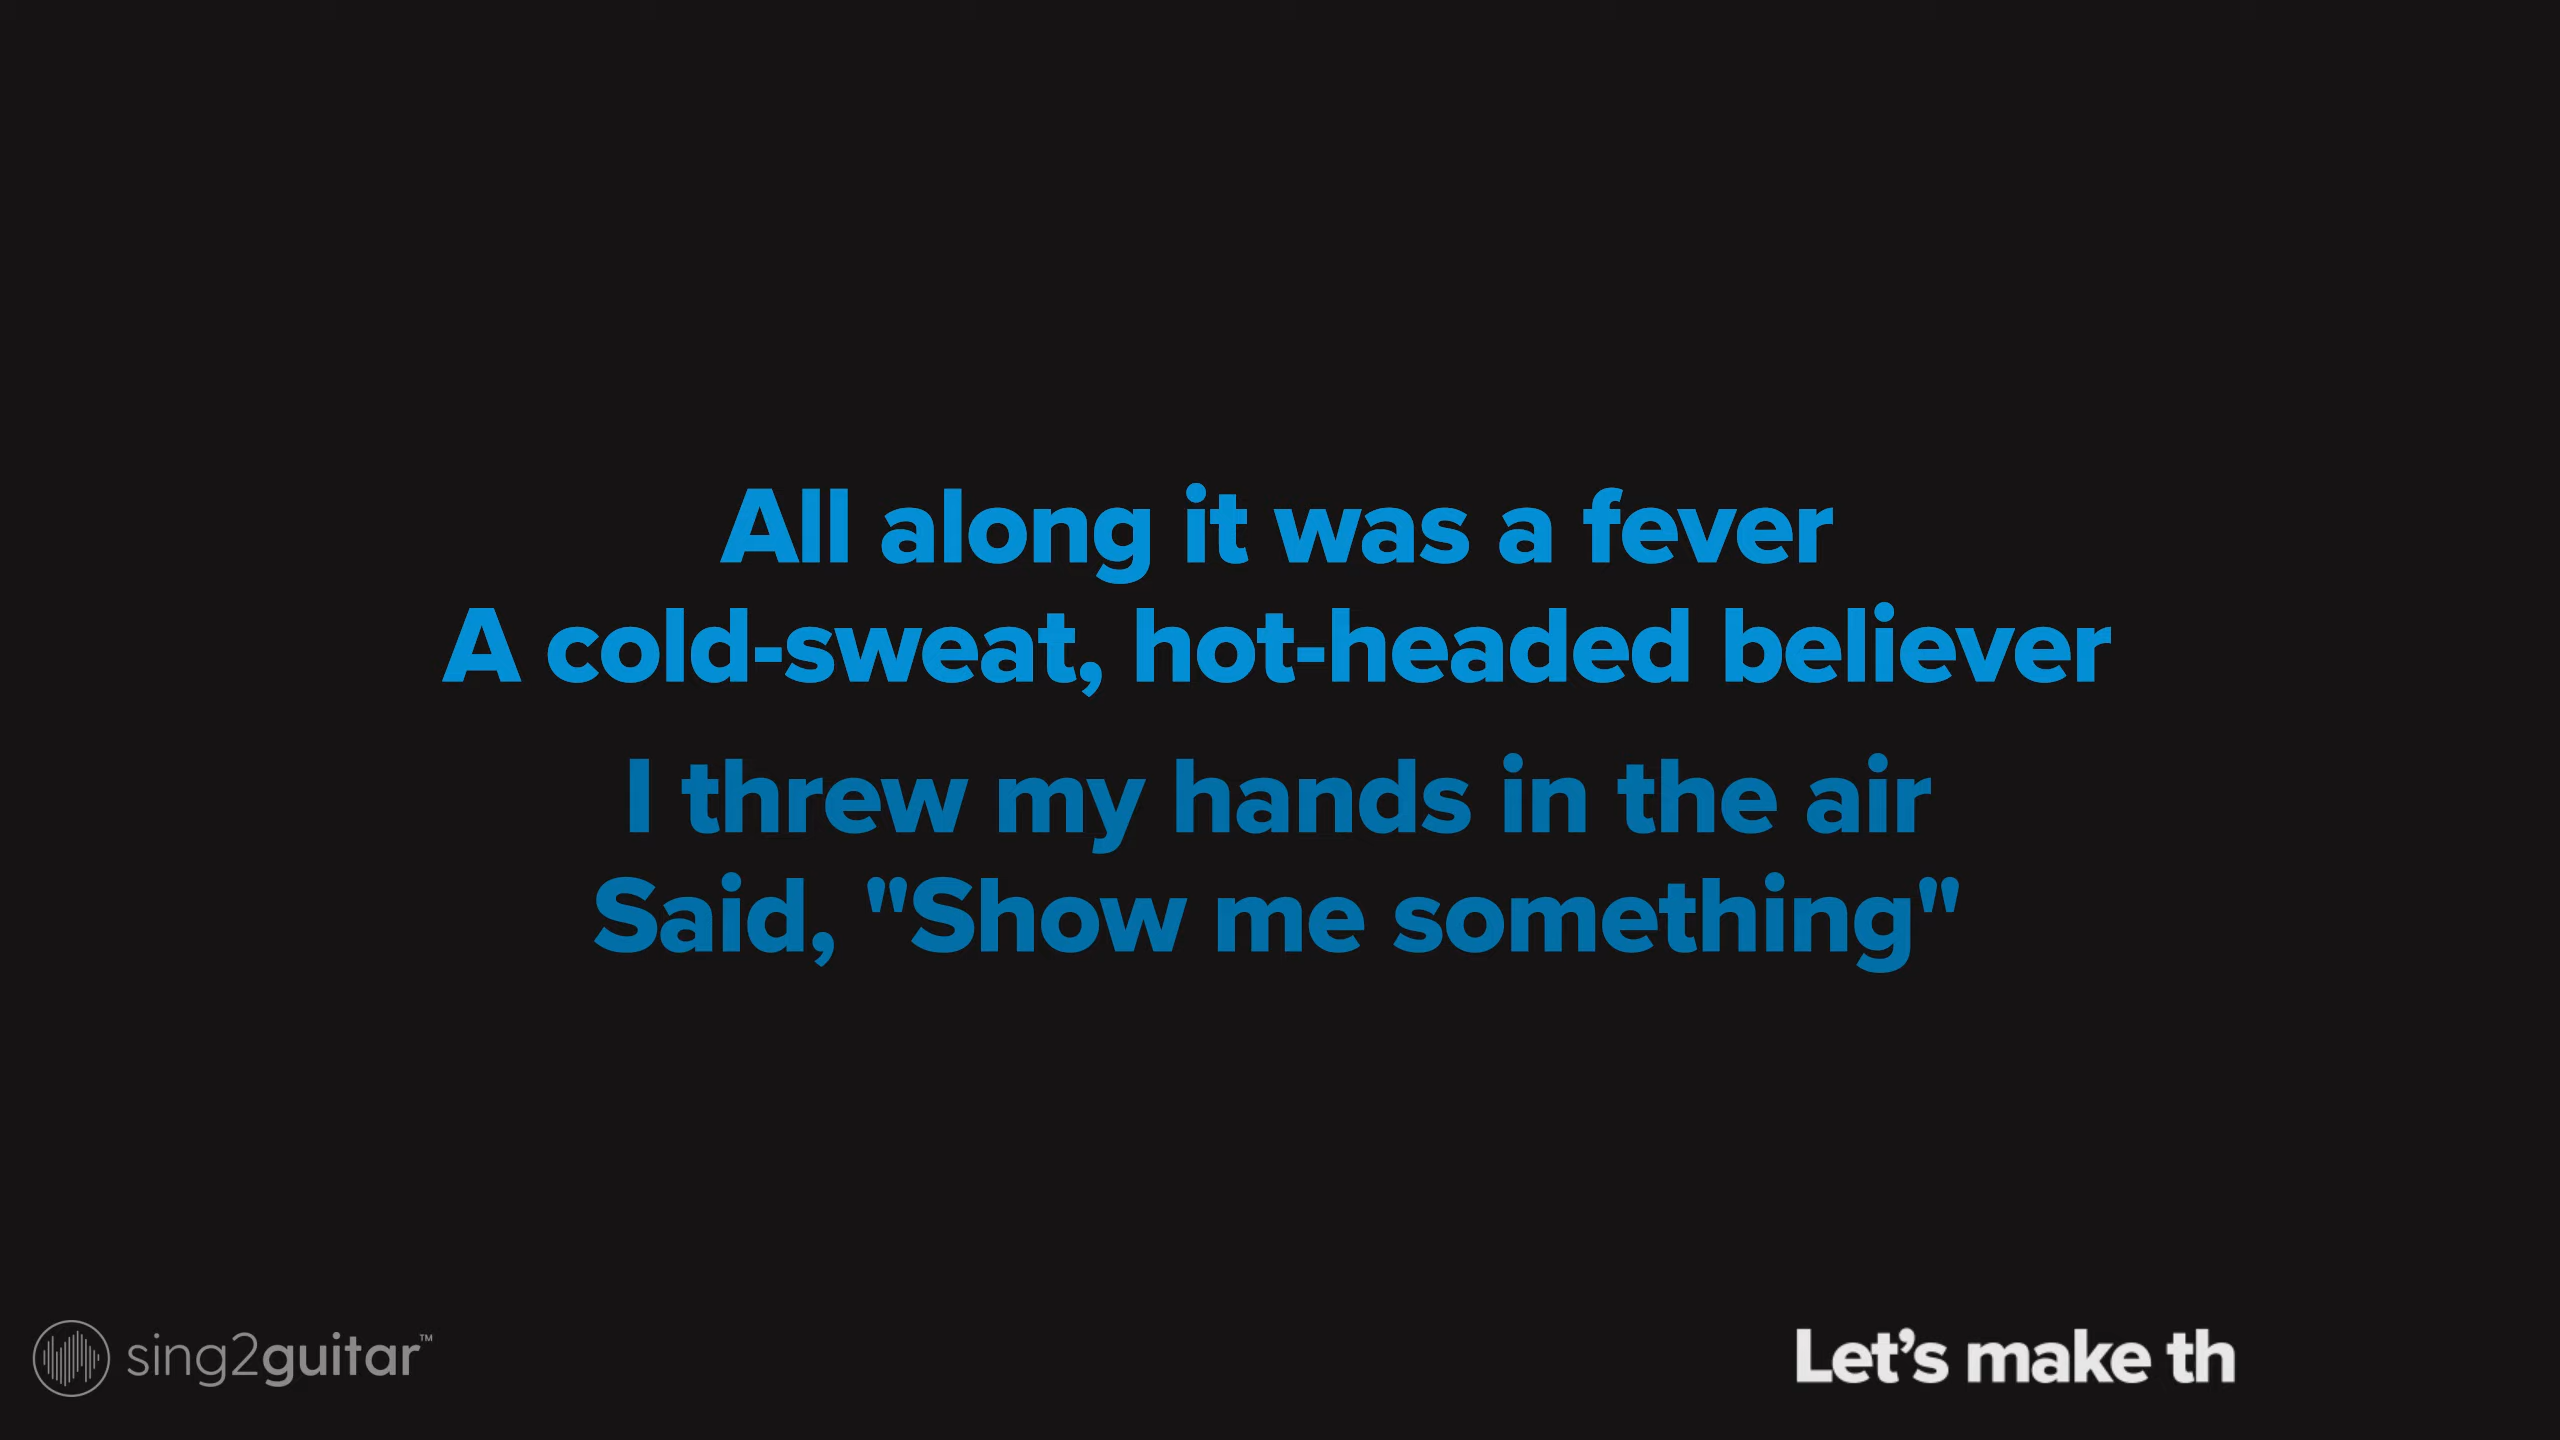 All along it was a fever
A cold-sweat, hot-headed believer
I threw my hands in the air
Said, "Show me something"
sing2guitar™
Let’s make th